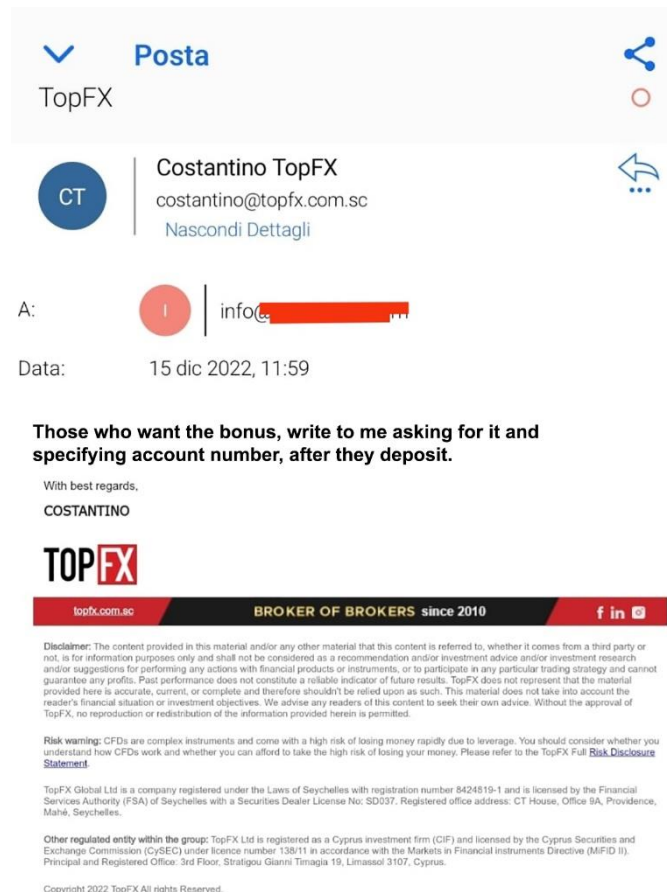 Posta
TopFX
CT
Costantino TopFX
costantino@topfx.com.sc
Nascondi Dettagli
A:
I
info@
Data:
15 dic 2022, 11:59
Those who want the bonus, write to me asking for it and
specifying account number, after they deposit.
With best regards,
COSTANTINO
TOPFX
topfx.com.sc
BROKER OF BROKERS since 2010
f in
Disclaimer: The content provided in this material and/or any other material that this content is referred to, whether it comes from a third party or
not, is for information purposes only and shall not be considered as a recommendation and/or investment advice and/or investment research
and/or suggestions for performing any actions with financial products or instruments, or to participate in any particular trading strategy and cannot
guarantee any profits. Past performance does not constitute a reliable indicator of future results. TopFX does not represent that the material
provided here is accurate, current, or complete and therefore shouldn't be relied upon as such. This material does not take into account the
reader's financial situation or investment objectives. We advise any readers of this content to seek their own advice. Without the approval of
TopFX, no reproduction or redistribution of the information provided herein is permitted.
Risk warning: CFDs are complex instruments and come with a high risk of losing money rapidly due to leverage. You should consider whether you
understand how CFDs work and whether you can afford to take the high risk of losing your money. Please refer to the TopFX Full Risk Disclosure
Statement.
TopFX Global Ltd is a company registered under the Laws of Seychelles with registration number 8424819-1 and is licensed by the Financial
Services Authority (FSA) of Seychelles with a Securities Dealer License No: SD037. Registered office address: CT House, Office 9A, Providence,
Mahé, Seychelles.
Other regulated entity within the group: TopFX Ltd is registered as a Cyprus investment firm (CIF) and licensed by the Cyprus Securities and
Exchange Commission (CySEC) under licence number 138/11 in accordance with the Markets in Financial instruments Directive (MiFID II).
Principal and Registered Office: 3rd Floor, Stratigou Gianni Timagia 19, Limassol 3107, Cyprus.
Copyright 2022 TopFX All rights Reserved.